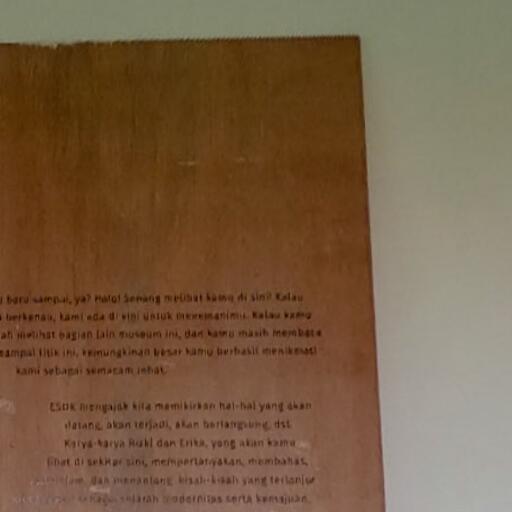 baru sampai, ya? Halo! Senang melihat kamu di sini! Kalau
berkenan, kami ada di sini untuk menemanimu. Kalau kamu
melihat bagian lain museum ini, dan kamu masih membaca
sampai titik ini, kemungkinan besar kamu berhasil menikmati
kami sebagai semacam
ESOK mengajak kita memikirkan hal-hal yang akan
datang, akan terjadi, akan berlangsung, dst.
Karya-karya Rukl dan Erika, yang akan kamu
lihat di sekitar sini, mempertanyakan, membahas,
dan menantang kisah-kisah yang terlanjur
sebagai sejarah modernitas serta kemajuan.